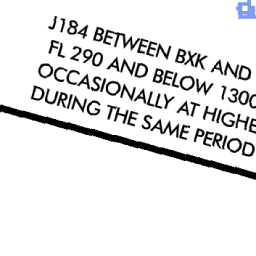 J184 BETWEEN BXK AND
FL 290 AND BELOW 1300
OCCASIONALLY AT HIGHE
DURING THE SAME PERIOD